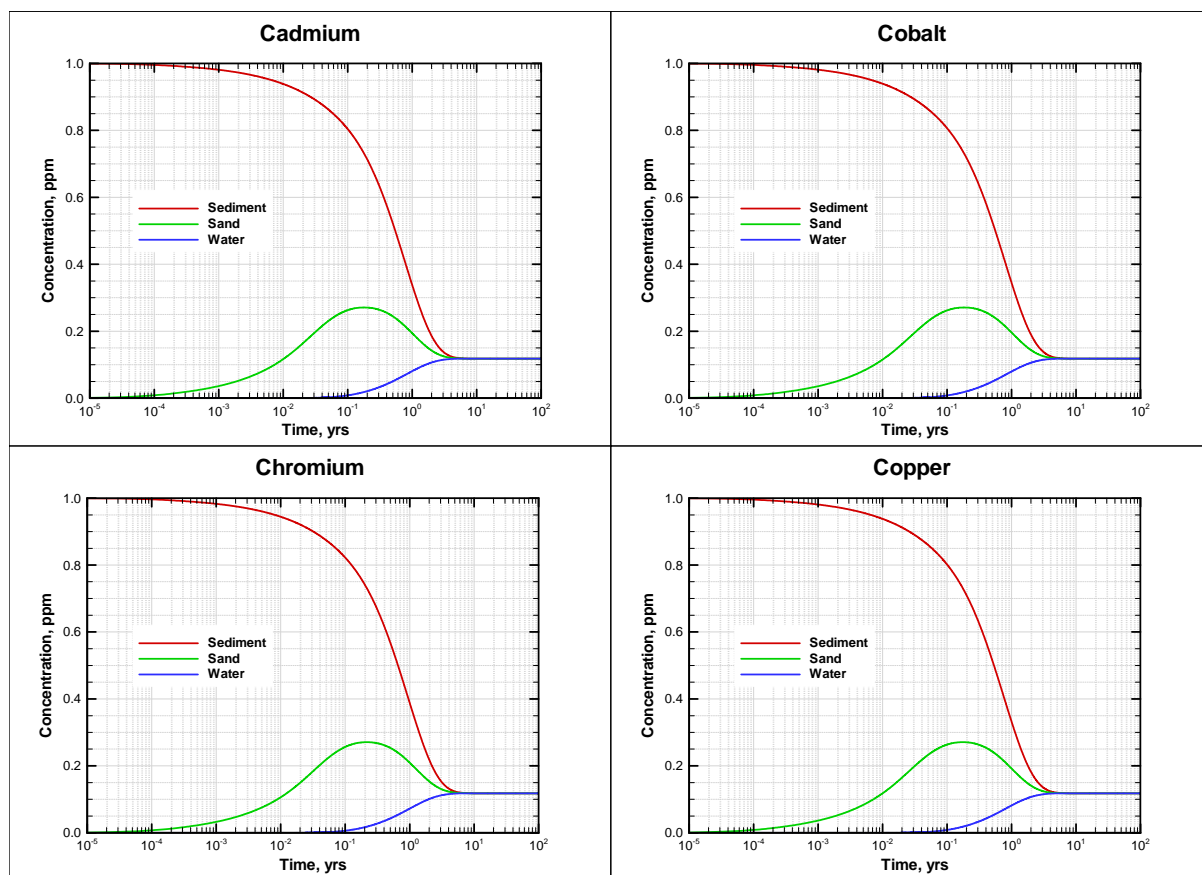 Cadmium
1.0
0.8
0.6
0.4
0.2
0.0
Concentration, ppm
Sediment
Sand
Water
10⁻⁵ 10⁻⁴ 10⁻³ 10⁻² 10⁻¹ 10⁰ 10¹ 10²
Time, yrs
Cobalt
1.0
0.8
0.6
0.4
0.2
0.0
Concentration, ppm
Sediment
Sand
Water
10⁻⁵ 10⁻⁴ 10⁻³ 10⁻² 10⁻¹ 10⁰ 10¹ 10²
Time, yrs
Chromium
1.0
0.8
0.6
0.4
0.2
0.0
Concentration, ppm
Sediment
Sand
Water
10⁻⁵ 10⁻⁴ 10⁻³ 10⁻² 10⁻¹ 10⁰ 10¹ 10²
Time, yrs
Copper
1.0
0.8
0.6
0.4
0.2
0.0
Concentration, ppm
Sediment
Sand
Water
10⁻⁵ 10⁻⁴ 10⁻³ 10⁻² 10⁻¹ 10⁰ 10¹ 10²
Time, yrs